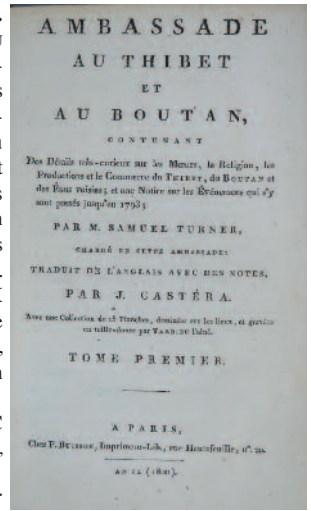 AMBASSADE
AU THIBET
ET
AU BOUTAN,
CONTENANT
Des Détails très-curieux sur les Mœurs, la Religion, les
Productions et le Commerce du THIBET, du BOUTAN et
des États voisins; et une Notice sur les Événemens qui s'y
sont passés jusqu'en 1793;
PAR M. SAMUEL TURNER,
CHARGÉ DE CETTE AMBASSADE:
TRADUIT DE L'ANGLAIS AVEC DES NOTES,
PAR J. CASTÉRA.
Avec une Collection de 15 Planches, dessinées sur les lieux, et gravées
en taille-douce par TARDIEU l'aîné.
TOME PREMIER.
A PARIS,
Chez F. BUISSON, Imprimeur-Lib., rue Hautefeuille, n°. 20.
AN IX (1800).